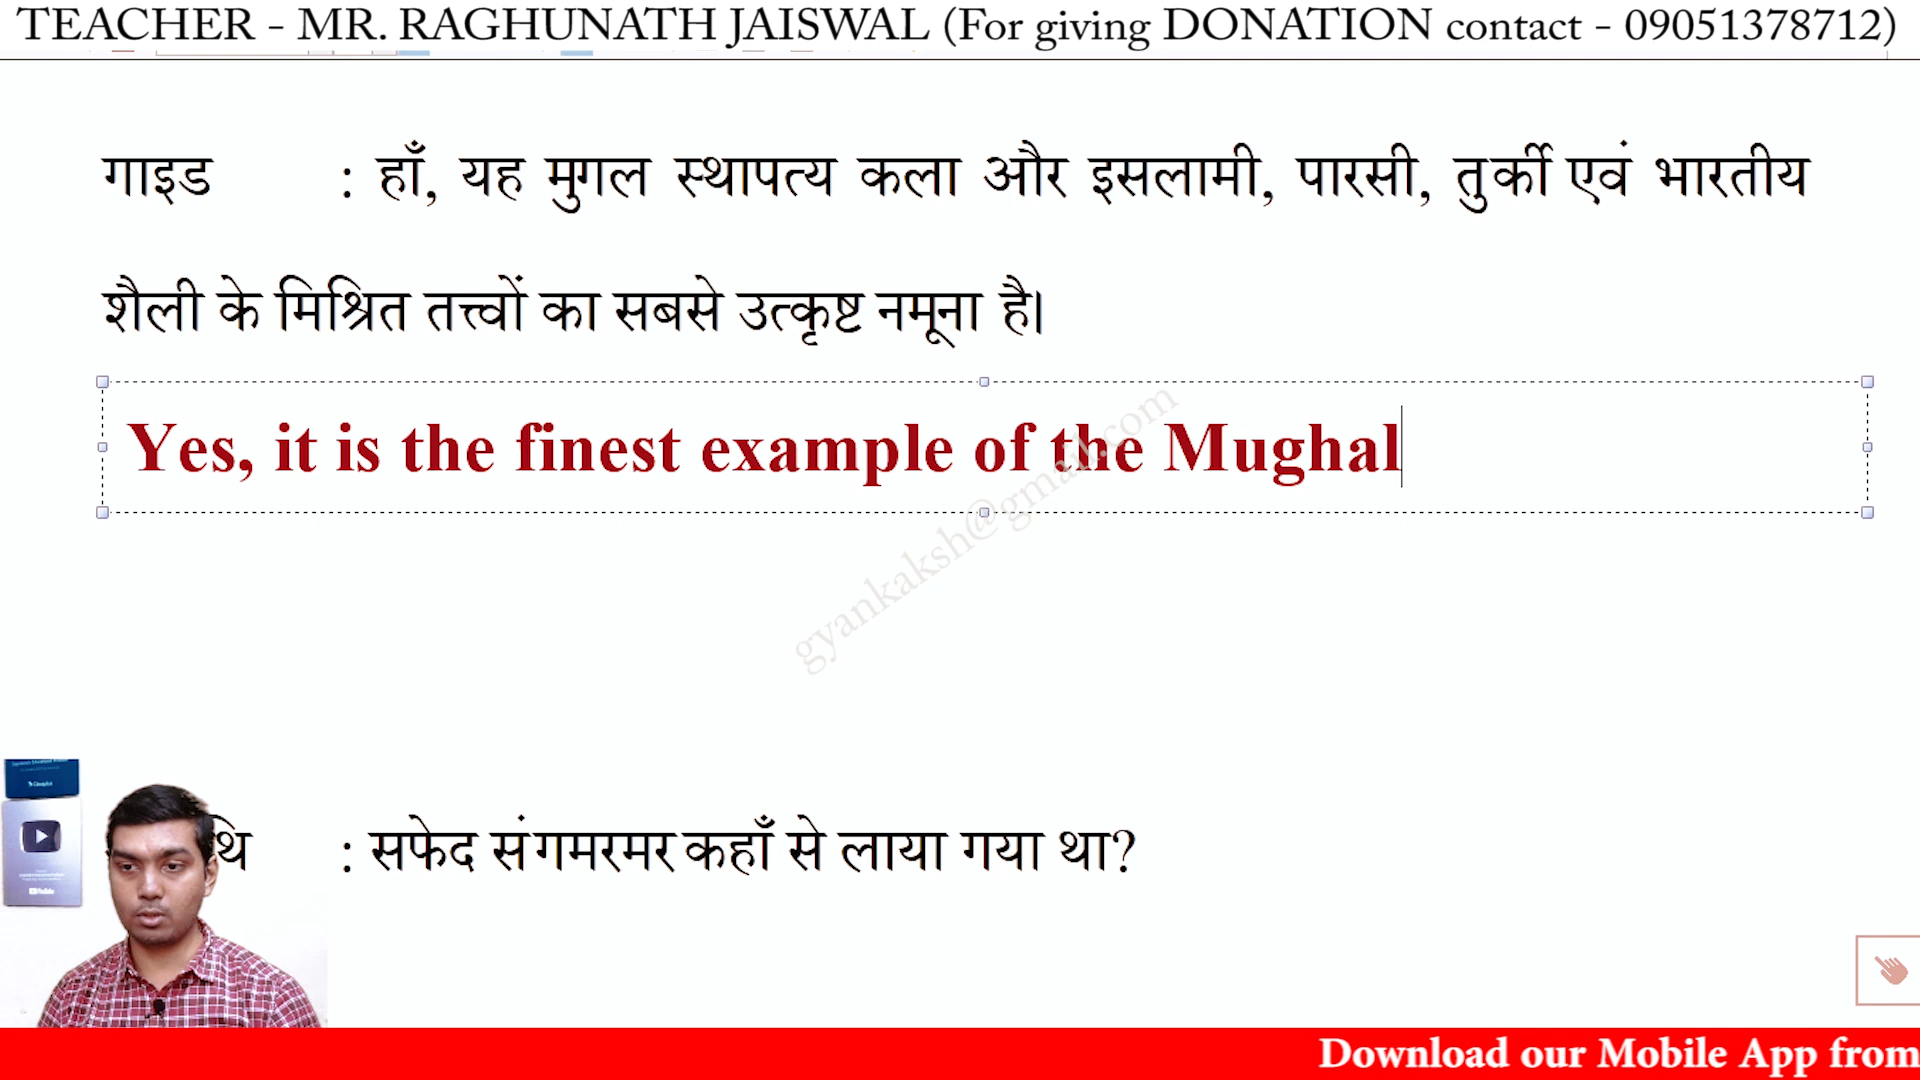 TEACHER - MR. RAGHUNATH JAISWAL (For giving DONATION contact - 09051378712)
गाइड : हाँ, यह मुगल स्थापत्य कला और इसलामी, पारसी, तुर्की एवं भारतीय
शैली के मिश्रित तत्त्वों का सबसे उत्कृष्ट नमूना है।
Yes, it is the finest example of the Mughal
gyankaksh@gmail.com
थि : सफेद संगमरमर कहाँ से लाया गया था?
Download our Mobile App from